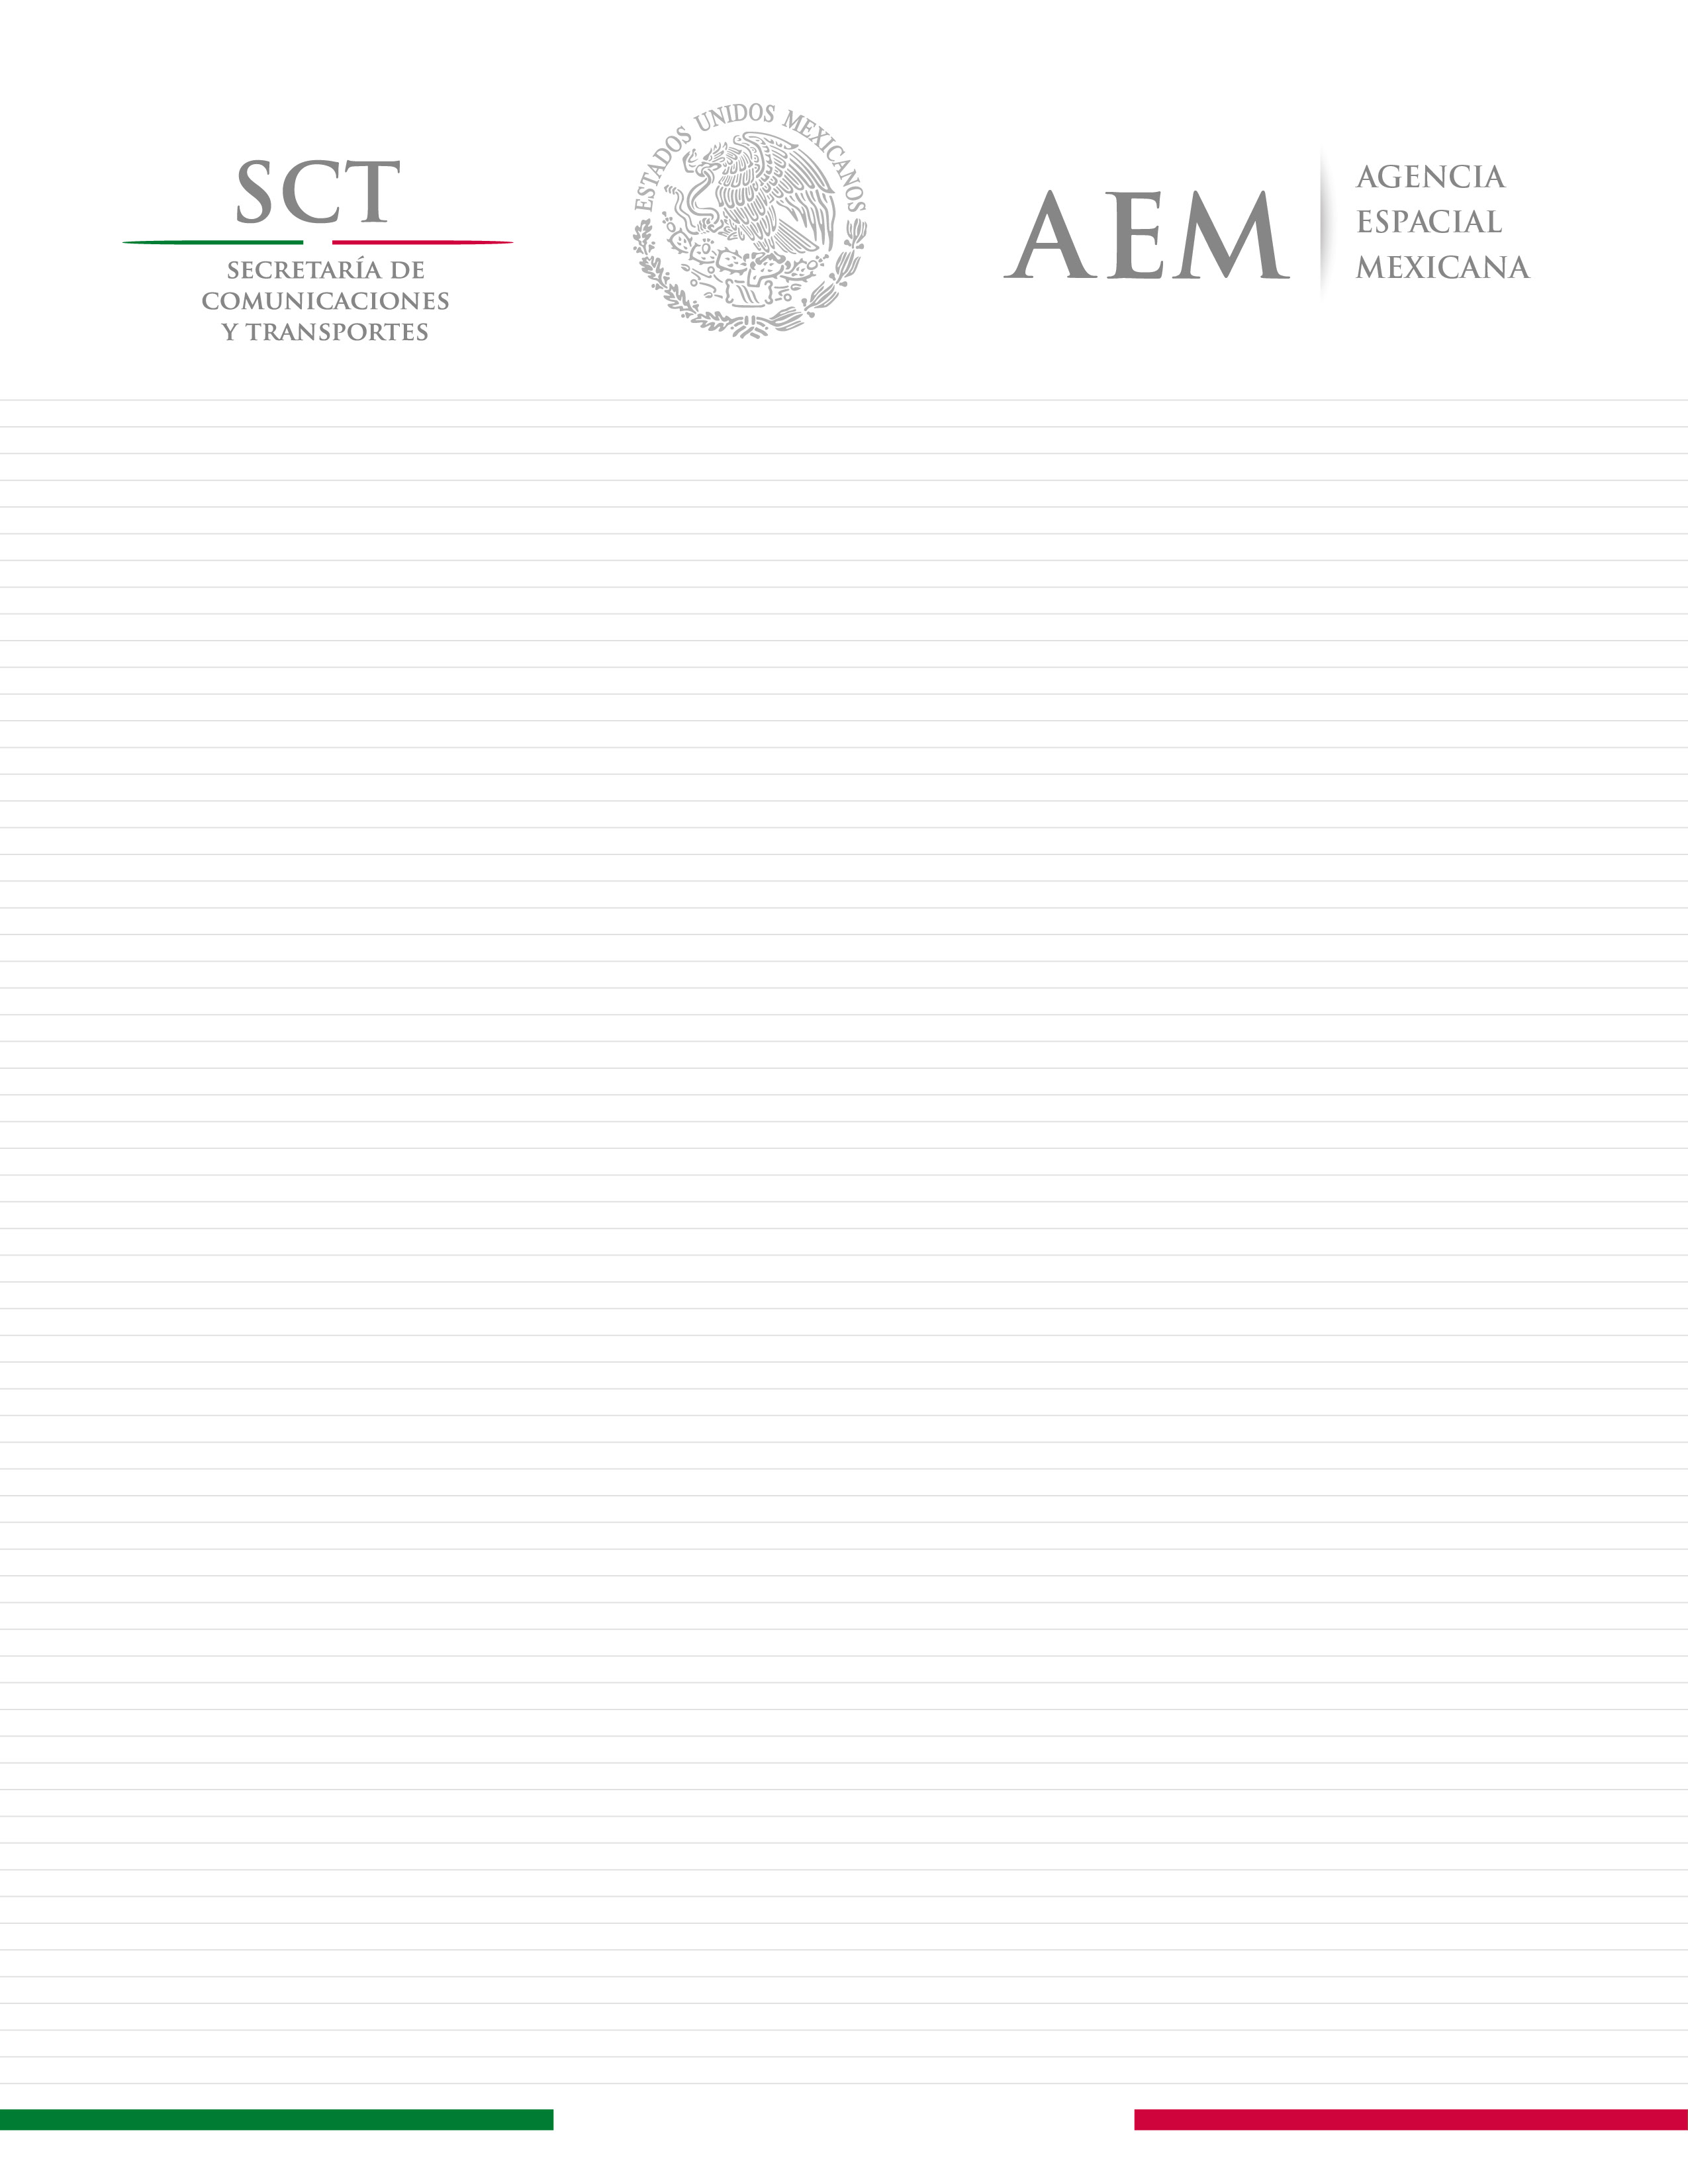 SCT
SECRETARÍA DE
COMUNICACIONES
Y TRANSPORTES
ESTADOS UNIDOS MEXICANOS
AEM
AGENCIA
ESPACIAL
MEXICANA